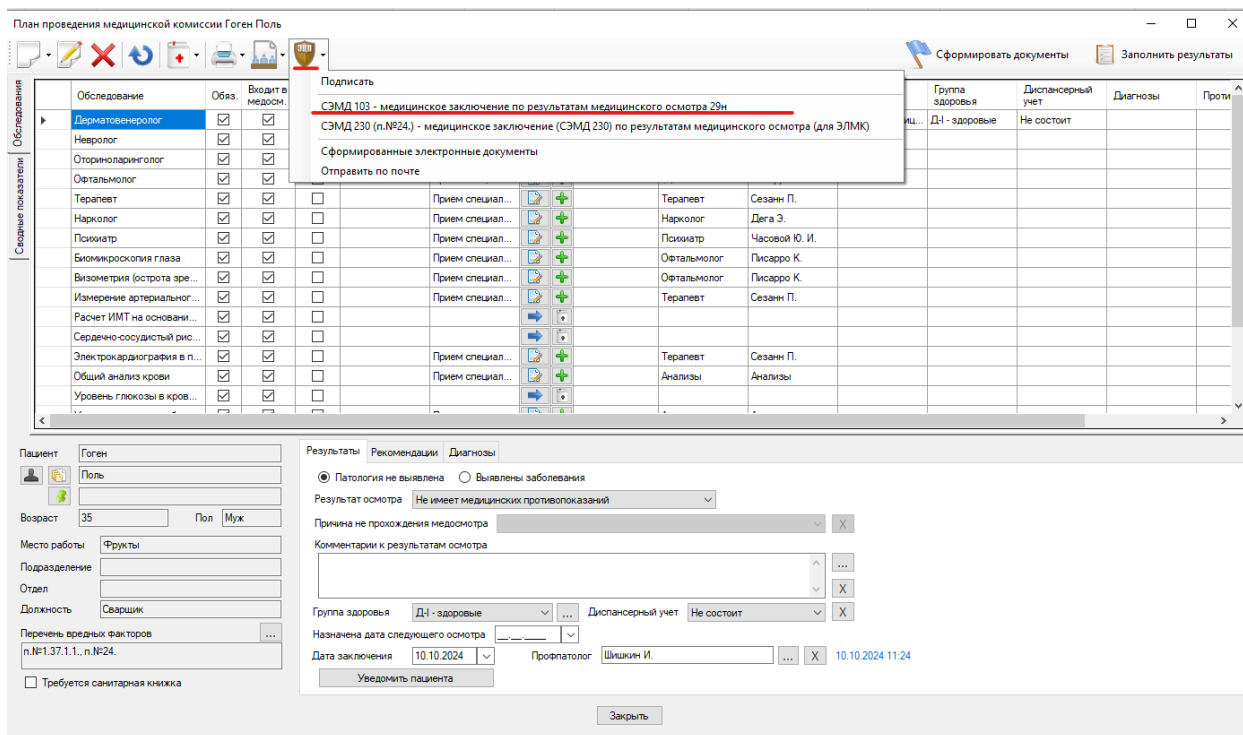 План проведения медицинской комиссии Гоген Поль
ЭЦП
Сформировать документы
Заполнить результаты
Подписать
СЭМД 103 - медицинское заключение по результатам медицинского осмотра 29н
СЭМД 230 (п.№24.) - медицинское заключение (СЭМД 230) по результатам медицинского осмотра (для ЭЛМК)
Сформированные электронные документы
Отправить по почте
Обследования
Сводные показатели
Обследование Обяз. Входит в медосм. Группа здоровья Диспансерный учет Диагнозы Проти
Дерматовенеролог Д-I - здоровые Не состоит
Невролог
Оториноларинголог
Офтальмолог
Терапевт Прием специал... Терапевт Сезанн П.
Нарколог Прием специал... Нарколог Дега Э.
Психиатр Прием специал... Психиатр Часовой Ю. И.
Биомикроскопия глаза Прием специал... Офтальмолог Писарро К.
Визометрия (острота зре... Прием специал... Офтальмолог Писарро К.
Измерение артериальног... Прием специал... Терапевт Сезанн П.
Расчет ИМТ на основани...
Сердечно-сосудистый рис...
Электрокардиография в п... Прием специал... Терапевт Сезанн П.
Общий анализ крови Прием специал... Анализы Анализы
Уровень глюкозы в кров...
Пациент Гоген
Поль
Возраст 35 Пол Муж
Место работы Фрукты
Подразделение
Отдел
Должность Сварщик
Перечень вредных факторов ...
п.№1.37.1.1., п.№24.
Требуется санитарная книжка
Результаты Рекомендации Диагнозы
Патология не выявлена Выявлены заболевания
Результат осмотра Не имеет медицинских противопоказаний
Причина не прохождения медосмотра X
Комментарии к результатам осмотра
...
X
Группа здоровья Д-I - здоровые ... Диспансерный учет Не состоит X
Назначена дата следующего осмотра __.__.____
Дата заключения 10.10.2024 Профпатолог Шишкин И. ... X 10.10.2024 11:24
Уведомить пациента
Закрыть